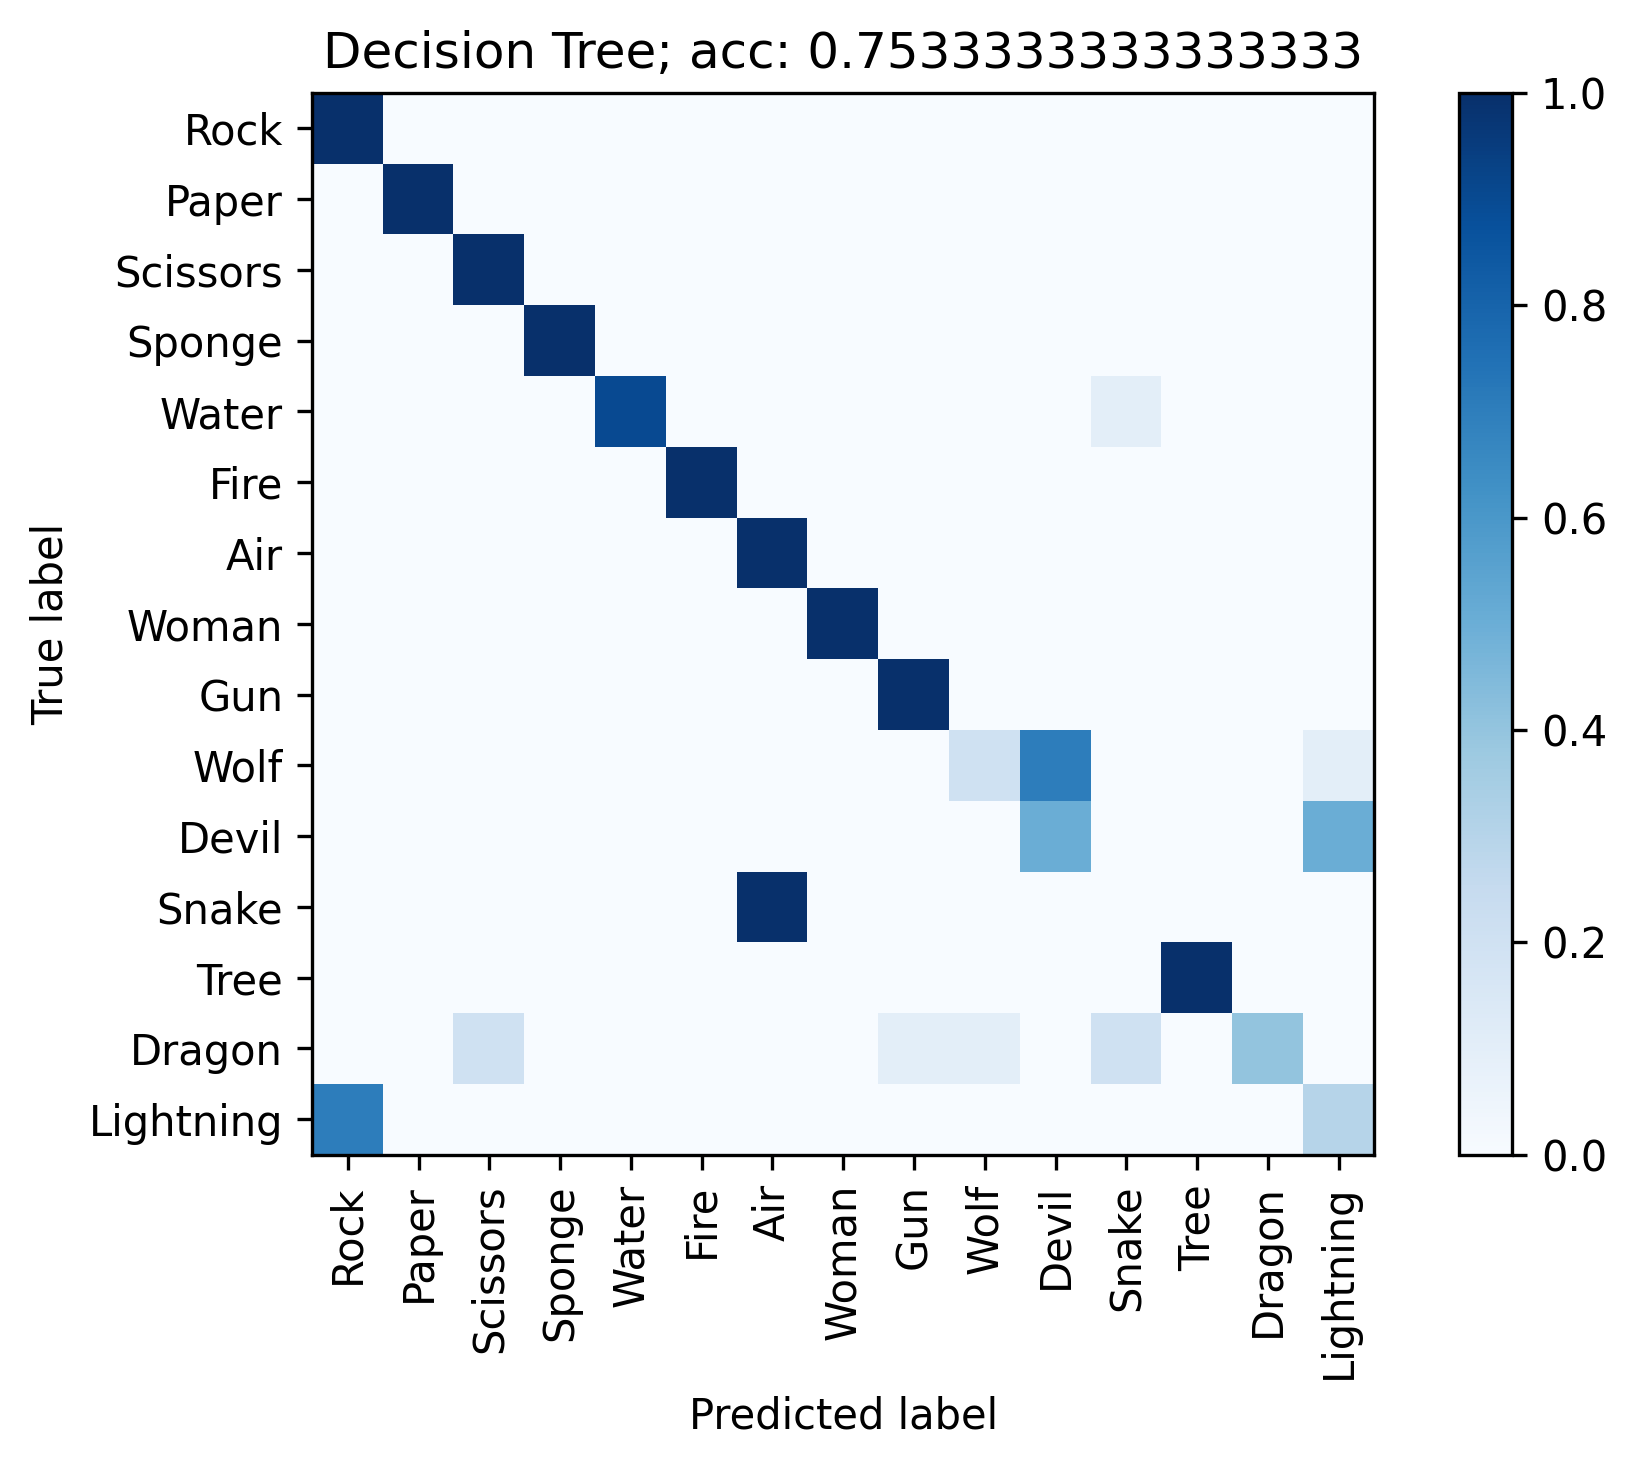 Decision Tree; acc: 0.7533333333333333
Rock
Paper
Scissors
Sponge
Water
Fire
Air
Woman
Gun
Wolf
Devil
Snake
Tree
Dragon
Lightning
True label
Rock
Paper
Scissors
Sponge
Water
Fire
Air
Woman
Gun
Wolf
Devil
Snake
Tree
Dragon
Lightning
Predicted label
1.0
0.8
0.6
0.4
0.2
0.0